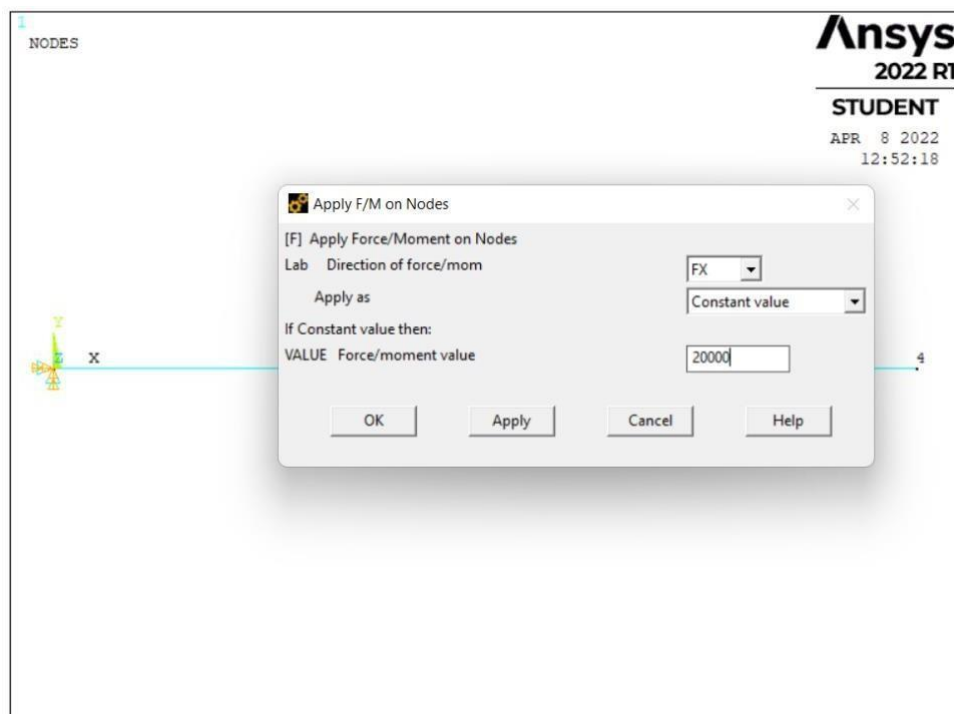 1
NODES
Ansys
2022 R1
STUDENT
APR 8 2022
12:52:18
Apply F/M on Nodes
[F] Apply Force/Moment on Nodes
Lab Direction of force/mom FX
Apply as Constant value
If Constant value then:
VALUE Force/moment value 20000
OK Apply Cancel Help
Y
Z X 4